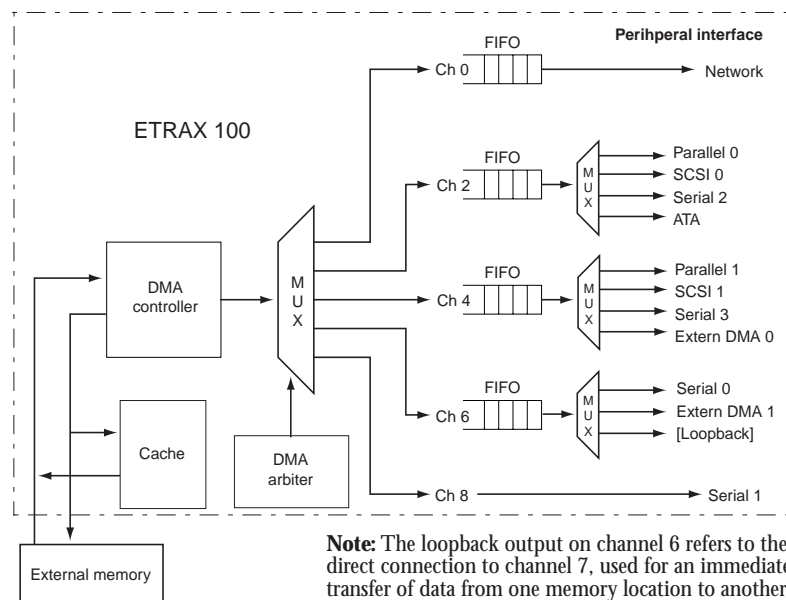 FIFO
Perihperal interface
Ch 0
Network
ETRAX 100
FIFO
Ch 2
MUX
Parallel 0
SCSI 0
Serial 2
ATA
DMA
controller
MUX
FIFO
Ch 4
MUX
Parallel 1
SCSI 1
Serial 3
Extern DMA 0
FIFO
Ch 6
MUX
Serial 0
Extern DMA 1
[Loopback]
Cache
DMA
arbiter
Ch 8
Serial 1
External memory
Note: The loopback output on channel 6 refers to the
direct connection to channel 7, used for an immediate
transfer of data from one memory location to another.